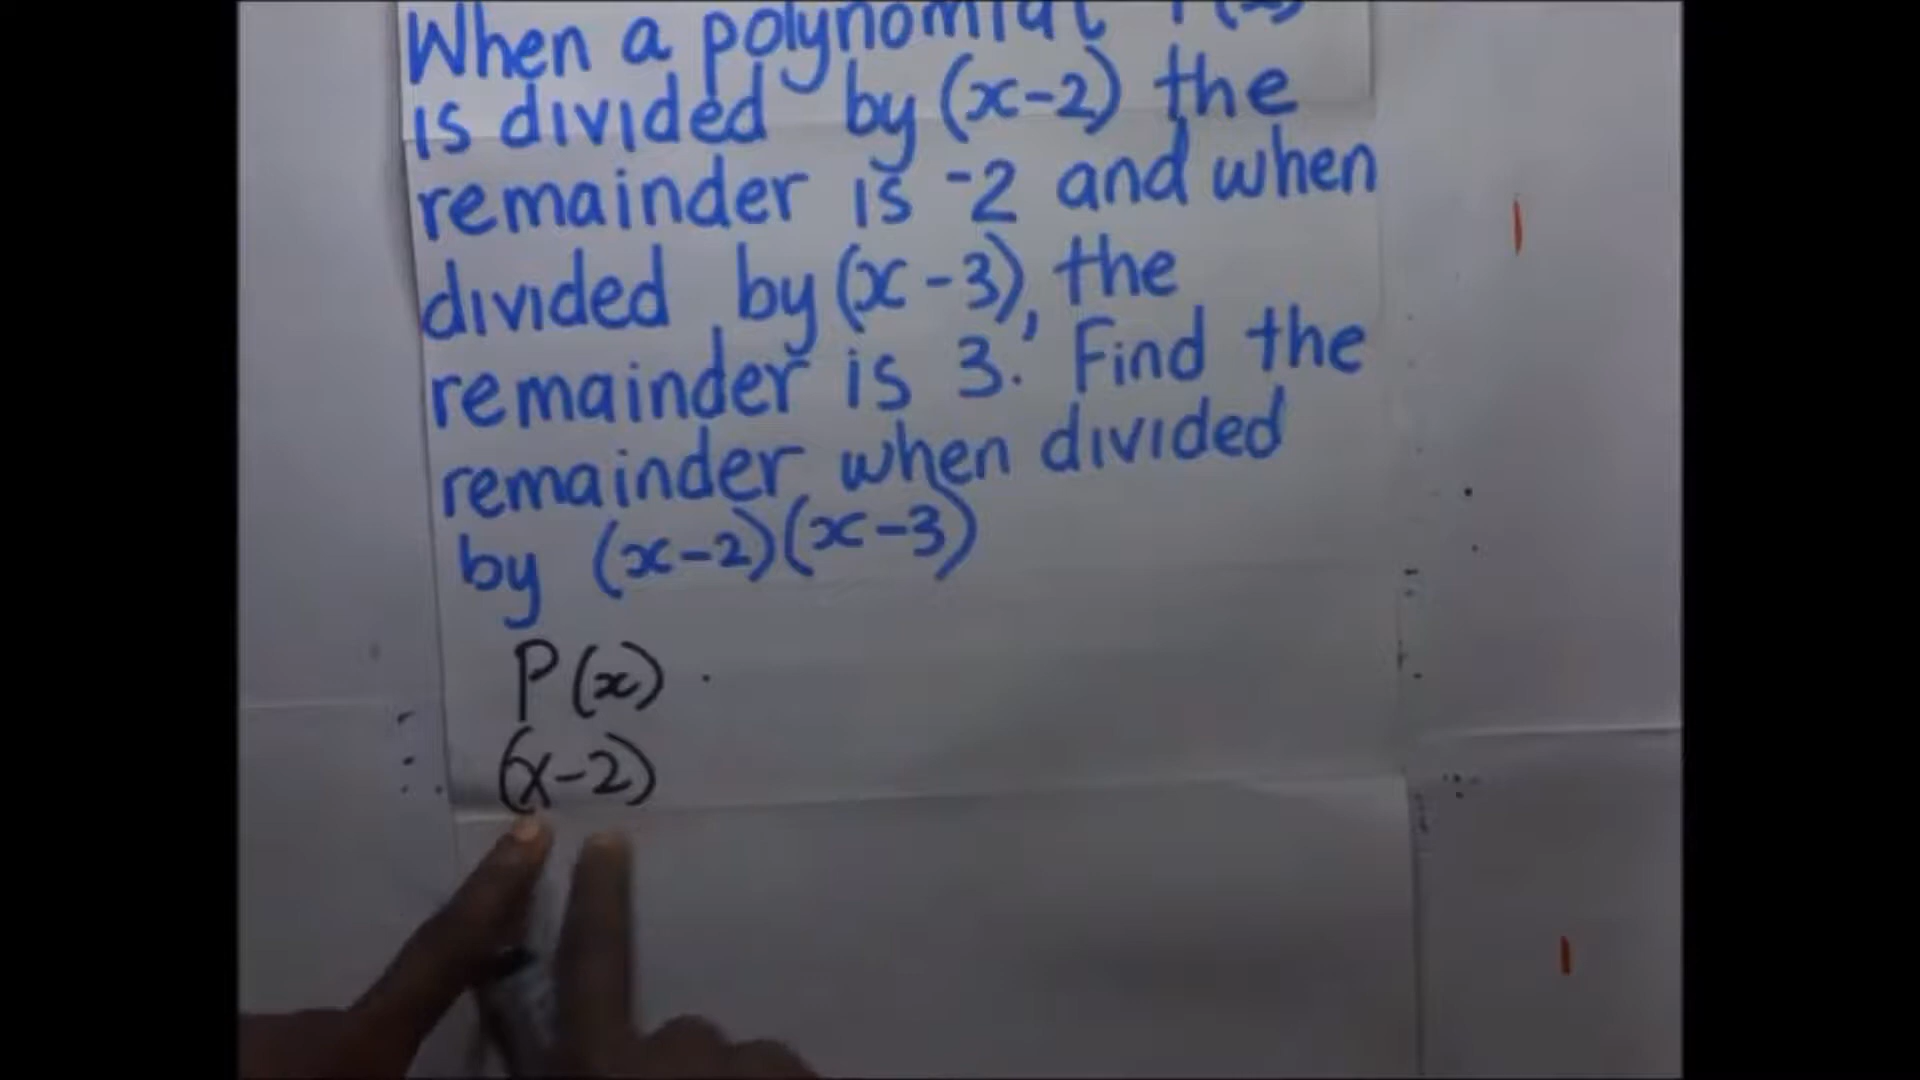 When a polynomial P(x)
is divided by (x-2) the
remainder is -2 and when
divided by (x-3), the
remainder is 3. Find the
remainder when divided
by (x-2)(x-3)
P(x)
(x-2)